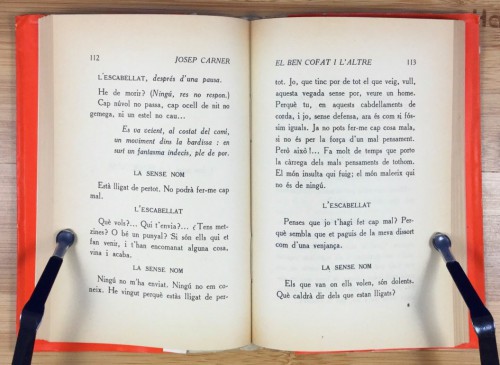 112 JOSEP CARNER
L'ESCABELLAT, després d'una pausa.
He de morir? (Ningú, res no respon.)
Cap núvol no passa, cap ocell de nit no
gemega, si un estel no cau...
Es va veient, al costat del camí,
un moviment dins la bardissa: en
surt un fantasma indecís, ple de por.
LA SENSE NOM
Està lligat de pertot. No podrà fer-me cap
mal.
L'ESCABELLAT
Què vols?... Qui t'envia?... ¿Tens met-
zines? O bé un punyal? Si són ells qui et
fan venir, i t'han encomanat alguna cosa,
vina i acaba.
LA SENSE NOM
Ningú no m'ha enviat. Ningú no em co-
neix. He vingut perquè estàs lligat de per-
EL BEN COFAT I L'ALTRE 113
tot. Jo, que tinc por de tot el que veig, vull,
aquesta vegada sense por, veure un home.
Perquè tu, en aquests cabdellaments de
corda, i jo, sense defensa, ara és com si fós-
sim iguals. Ja no pots fer-me cap cosa mala,
si no és per la força d'un mal pensament.
Però això!... Fa molt de temps que porto
la càrrega dels mals pensaments de tothom.
El món insulta qui fuig; el món maleeix qui
no és de ningú.
L'ESCABELLAT
Penses que jo t'hagi fet cap mal? Per-
què sembla que et paguis de la meva dissort
com d'una venjança.
LA SENSE NOM
Els que van on ells volen, són dolents.
Què caldrà dir dels que estan lligats?